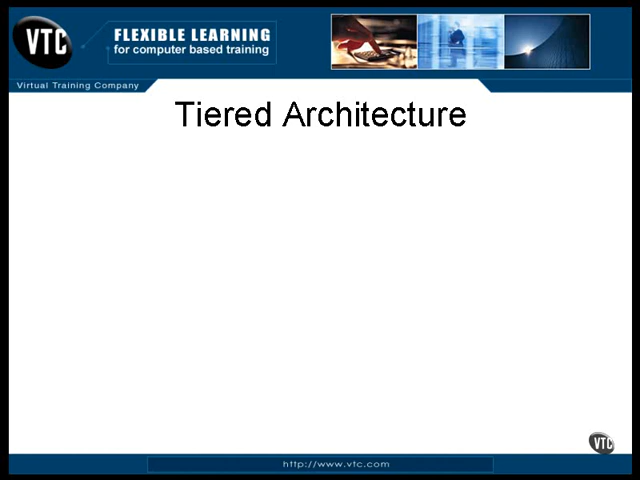 VTC
FLEXIBLE LEARNING
for computer based training
Virtual Training Company
Tiered Architecture
VTC
http://www.vtc.com